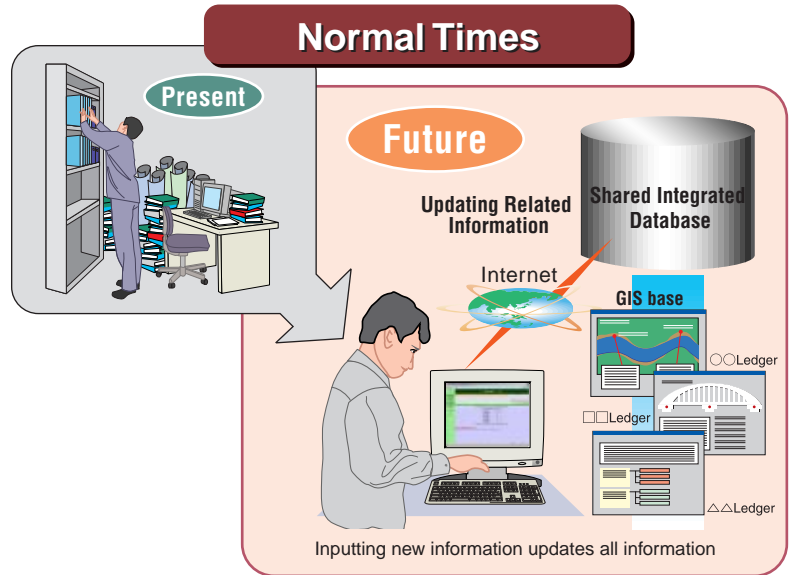 Normal Times
Present
Future
Updating Related
Information
Shared Integrated
Database
Internet
GIS base
○○Ledger
□□Ledger
△△Ledger
Inputting new information updates all information